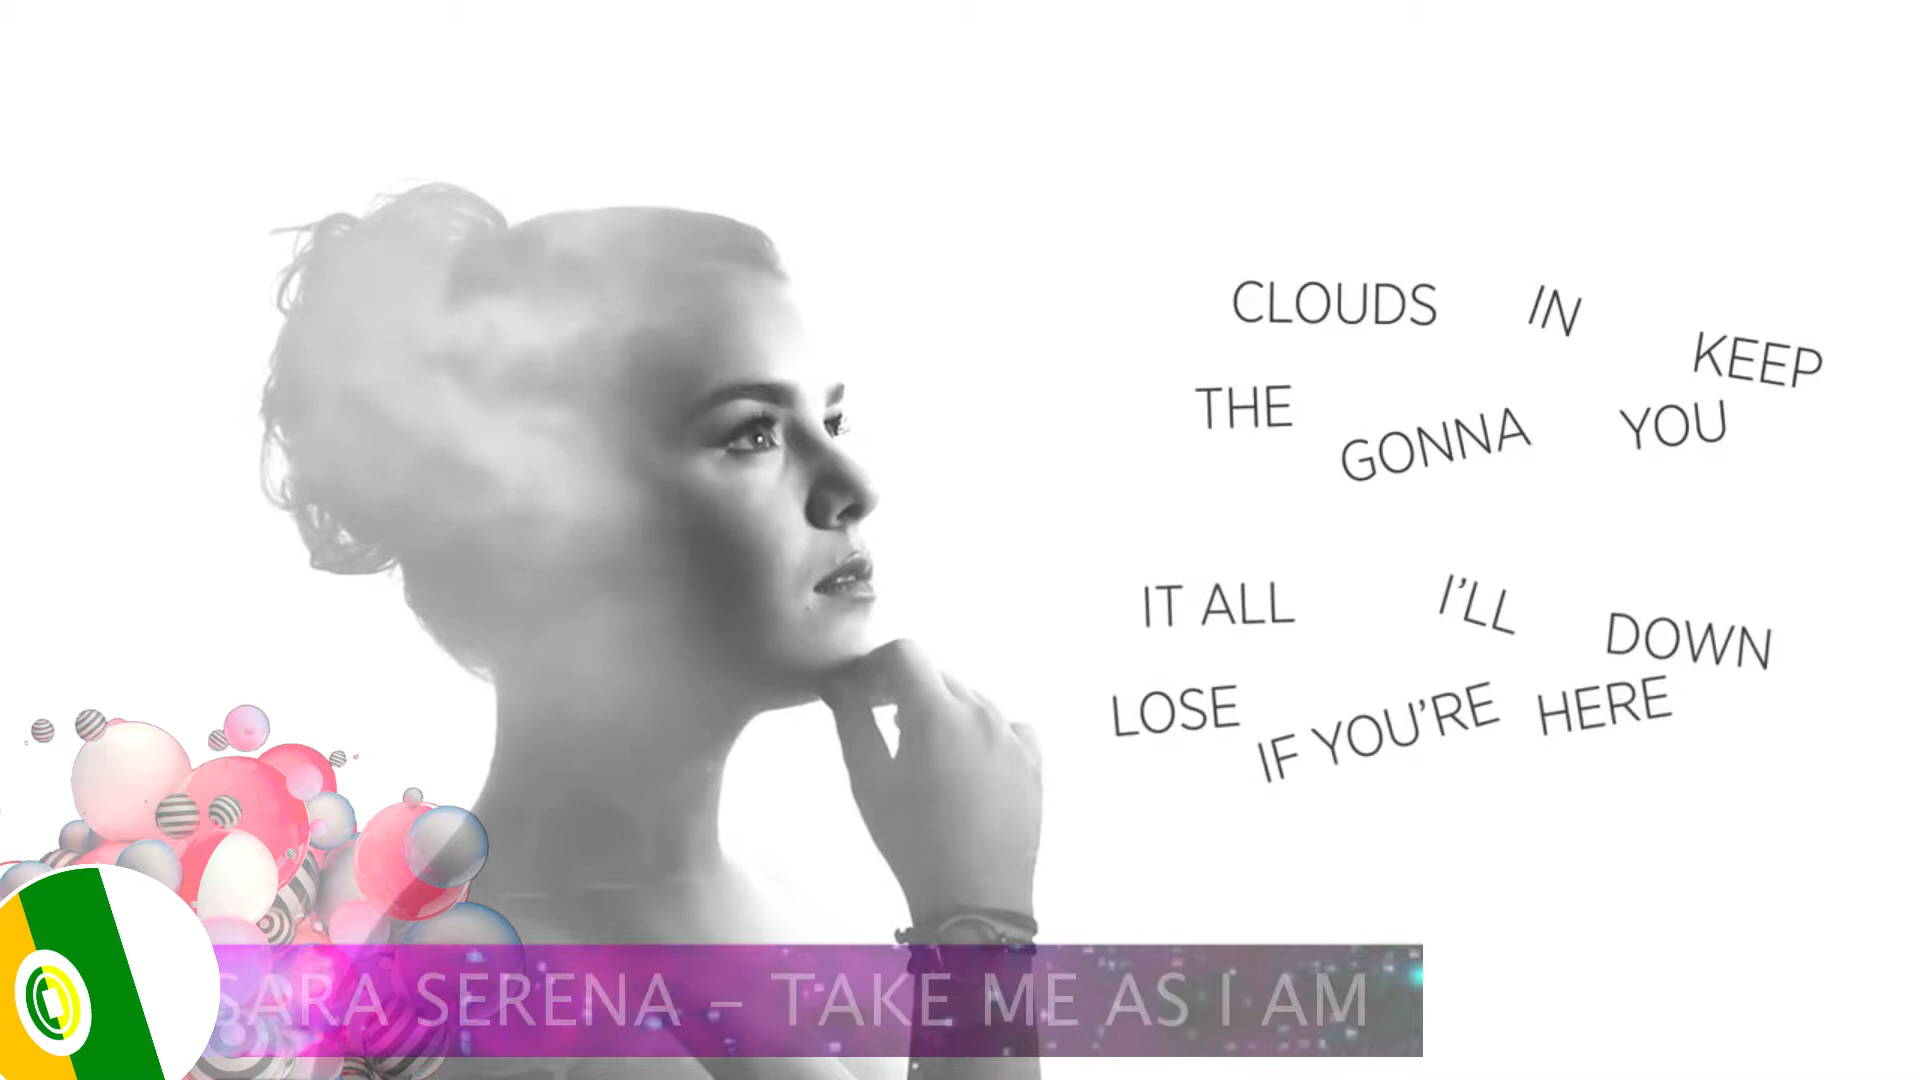 CLOUDS IN KEEP
THE GONNA YOU
IT ALL I'LL DOWN
LOSE IF YOU'RE HERE
SARA SERENA – TAKE ME AS I AM